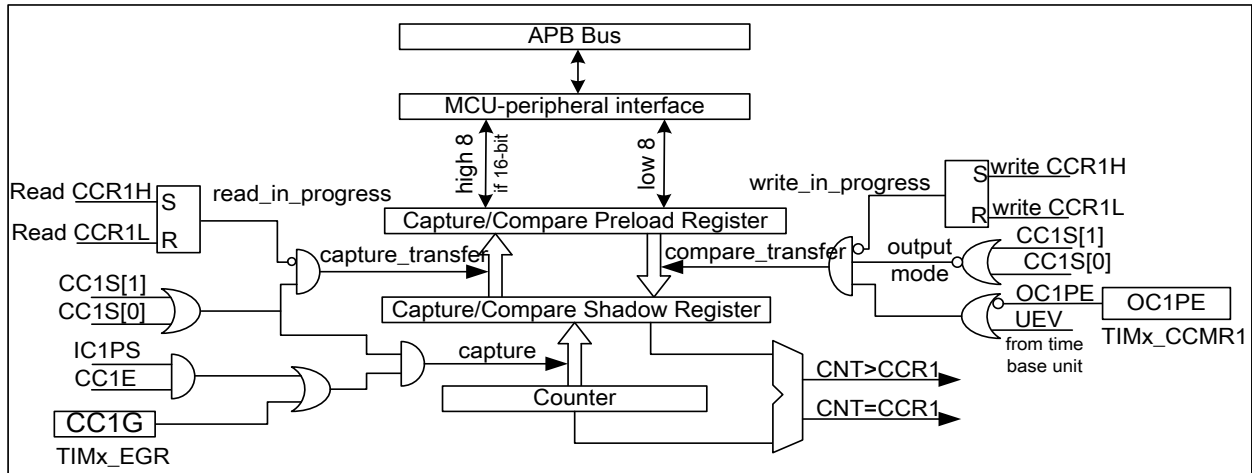 APB Bus
MCU-peripheral interface
high 8
if 16-bit
low 8
Read CCR1H
S
read_in_progress
Read CCR1L
R
write_in_progress
S
write CCR1H
R
write CCR1L
Capture/Compare Preload Register
capture_transfer
compare_transfer
output
mode
CC1S[1]
CC1S[0]
CC1S[1]
CC1S[0]
Capture/Compare Shadow Register
OC1PE
OC1PE
UEV
TIMx_CCMR1
from time
base unit
IC1PS
CC1E
capture
Counter
CNT>CCR1
CNT=CCR1
CC1G
TIMx_EGR